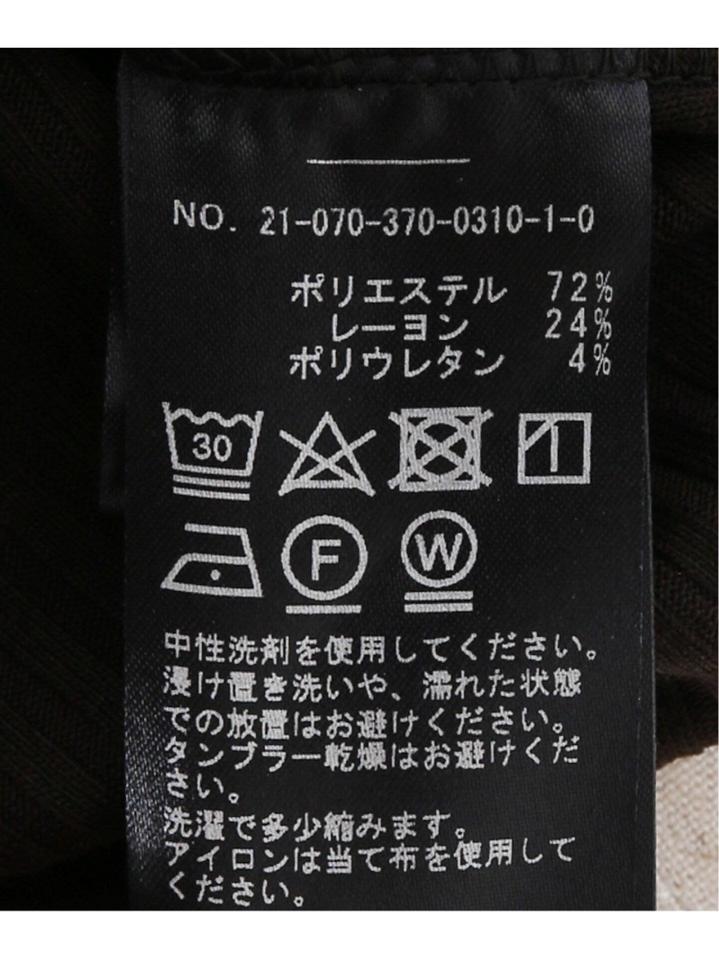 NO. 21-070-370-0310-1-0
ポリエステル 72%
レーヨン 24%
ポリウレタン 4%
30
F W
中性洗剤を使用してください。
浸け置き洗いや、濡れた状態
での放置はお避けください。
タンブラー乾燥はお避けくだ
さい。
洗濯で多少縮みます。
アイロンは当て布を使用して
ください。